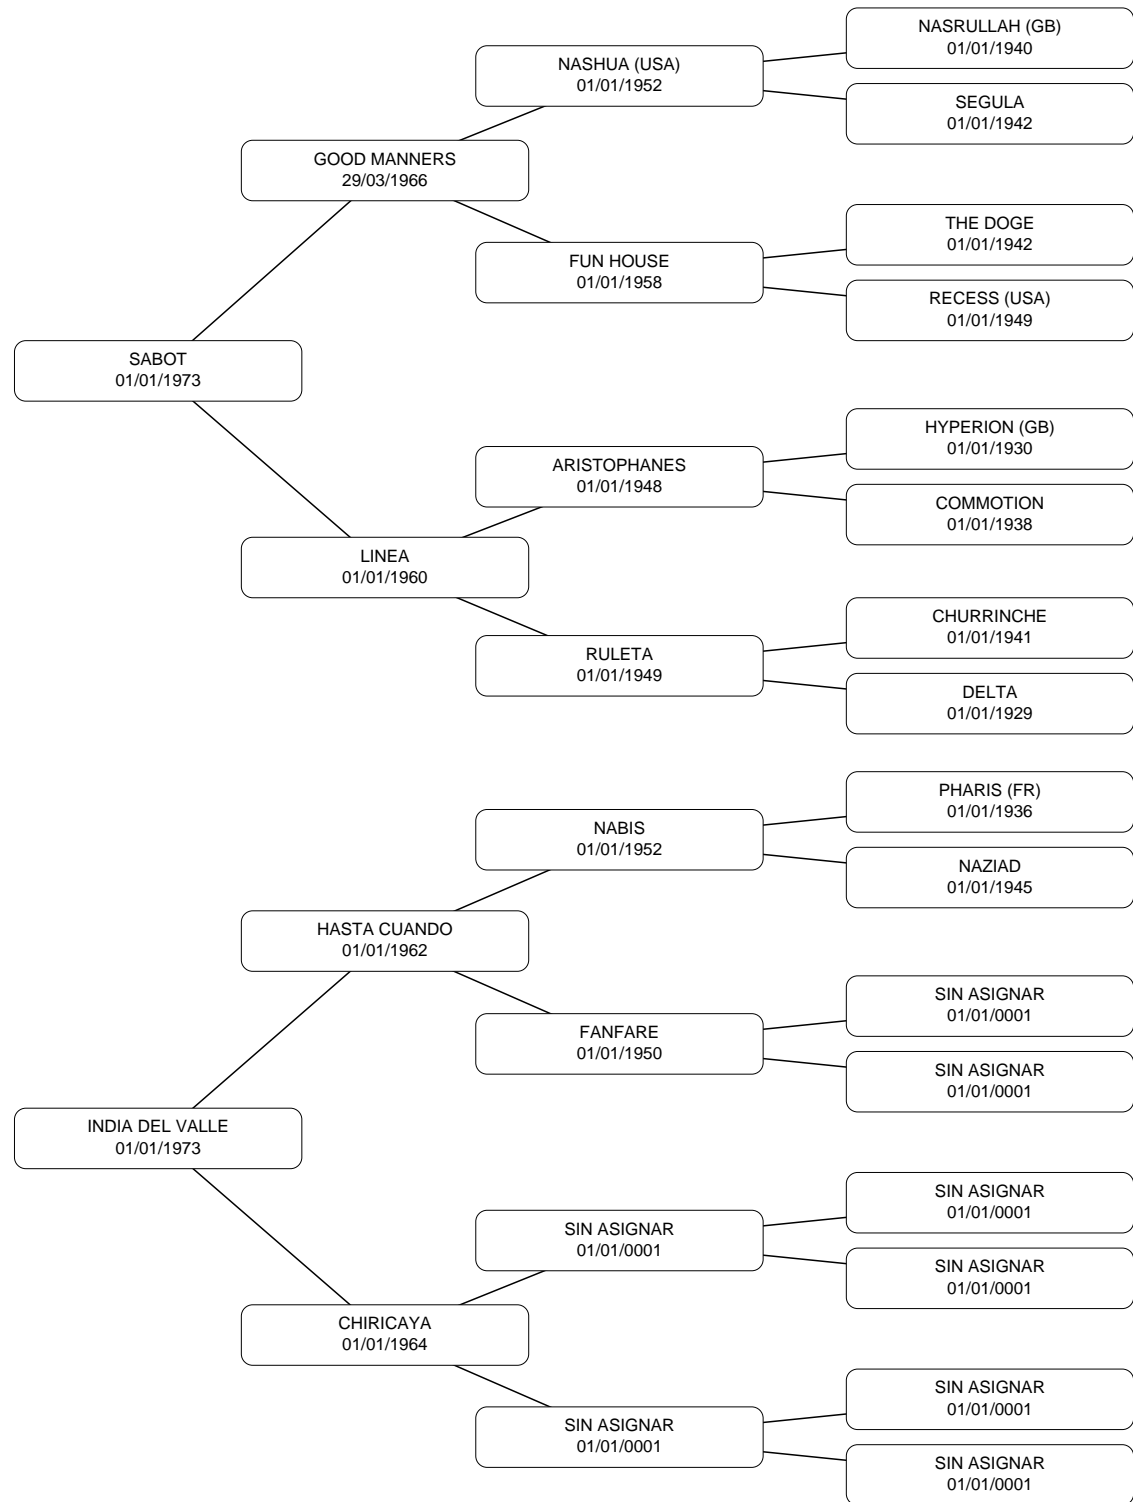 NASRULLAH (GB)
01/01/1940
NASHUA (USA)
01/01/1952
SEGULA
01/01/1942
GOOD MANNERS
29/03/1966
THE DOGE
01/01/1942
FUN HOUSE
01/01/1958
RECESS (USA)
01/01/1949
SABOT
01/01/1973
HYPERION (GB)
01/01/1930
ARISTOPHANES
01/01/1948
COMMOTION
01/01/1938
LINEA
01/01/1960
CHURRINCHE
01/01/1941
RULETA
01/01/1949
DELTA
01/01/1929
PHARIS (FR)
01/01/1936
NABIS
01/01/1952
NAZIAD
01/01/1945
HASTA CUANDO
01/01/1962
SIN ASIGNAR
01/01/0001
FANFARE
01/01/1950
SIN ASIGNAR
01/01/0001
INDIA DEL VALLE
01/01/1973
SIN ASIGNAR
01/01/0001
SIN ASIGNAR
01/01/0001
SIN ASIGNAR
01/01/0001
CHIRICAYA
01/01/1964
SIN ASIGNAR
01/01/0001
SIN ASIGNAR
01/01/0001
SIN ASIGNAR
01/01/0001